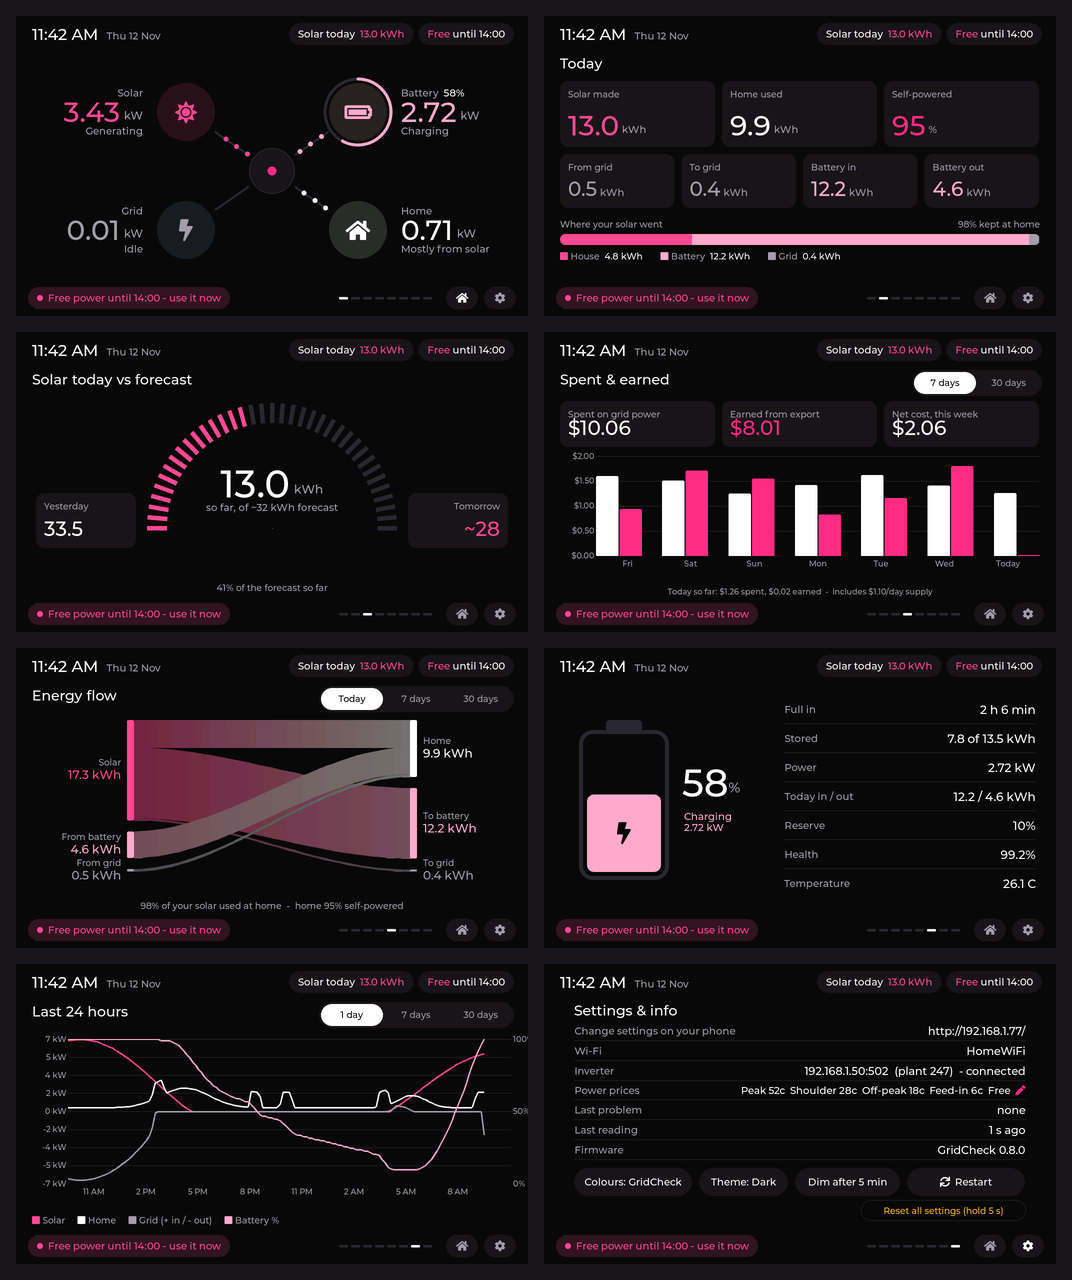 11:42 AM Thu 12 Nov Solar today 13.0 kWh Free until 14:00
Solar
3.43 kW
Generating
Battery 58%
2.72 kW
Charging
Grid
0.01 kW
Idle
Home
0.71 kW
Mostly from solar
Free power until 14:00 - use it now
11:42 AM Thu 12 Nov Solar today 13.0 kWh Free until 14:00
Today
Solar made Home used Self-powered
13.0 kWh 9.9 kWh 95 %
From grid To grid Battery in Battery out
0.5 kWh 0.4 kWh 12.2 kWh 4.6 kWh
Where your solar went 98% kept at home
House 4.8 kWh Battery 12.2 kWh Grid 0.4 kWh
Free power until 14:00 - use it now
11:42 AM Thu 12 Nov Solar today 13.0 kWh Free until 14:00
Solar today vs forecast
13.0 kWh
so far, of ~32 kWh forecast
Yesterday
33.5
Tomorrow
~28
41% of the forecast so far
Free power until 14:00 - use it now
11:42 AM Thu 12 Nov Solar today 13.0 kWh Free until 14:00
Spent & earned 7 days 30 days
Spent on grid power Earned from export Net cost, this week
$10.06 $8.01 $2.06
$2.00
$1.50
$1.00
$0.50
$0.00
Fri Sat Sun Mon Tue Wed Today
Today so far: $1.26 spent, $0.02 earned - includes $1.10/day supply
Free power until 14:00 - use it now
11:42 AM Thu 12 Nov Solar today 13.0 kWh Free until 14:00
Energy flow Today 7 days 30 days
Solar
17.3 kWh
From battery
4.6 kWh
From grid
0.5 kWh
Home
9.9 kWh
To battery
12.2 kWh
To grid
0.4 kWh
98% of your solar used at home - home 95% self-powered
Free power until 14:00 - use it now
11:42 AM Thu 12 Nov Solar today 13.0 kWh Free until 14:00
58%
Charging
2.72 kW
Full in 2 h 6 min
Stored 7.8 of 13.5 kWh
Power 2.72 kW
Today in / out 12.2 / 4.6 kWh
Reserve 10%
Health 99.2%
Temperature 26.1 C
Free power until 14:00 - use it now
11:42 AM Thu 12 Nov Solar today 13.0 kWh Free until 14:00
Last 24 hours 1 day 7 days 30 days
7 kW 100%
5 kW
4 kW
2 kW
0 kW 50%
-2 kW
-4 kW
-5 kW
-7 kW 0%
11 AM 2 PM 5 PM 8 PM 11 PM 2 AM 5 AM 8 AM
Solar Home Grid (+ in / - out) Battery %
Free power until 14:00 - use it now
11:42 AM Thu 12 Nov Solar today 13.0 kWh Free until 14:00
Settings & info
Change settings on your phone http://192.168.1.77/
Wi-Fi HomeWiFi
Inverter 192.168.1.50:502 (plant 247) - connected
Power prices Peak 52c Shoulder 28c Off-peak 18c Feed-in 6c Free
Last problem none
Last reading 1 s ago
Firmware GridCheck 0.8.0
Colours: GridCheck Theme: Dark Dim after 5 min Restart
Reset all settings (hold 5 s)
Free power until 14:00 - use it now